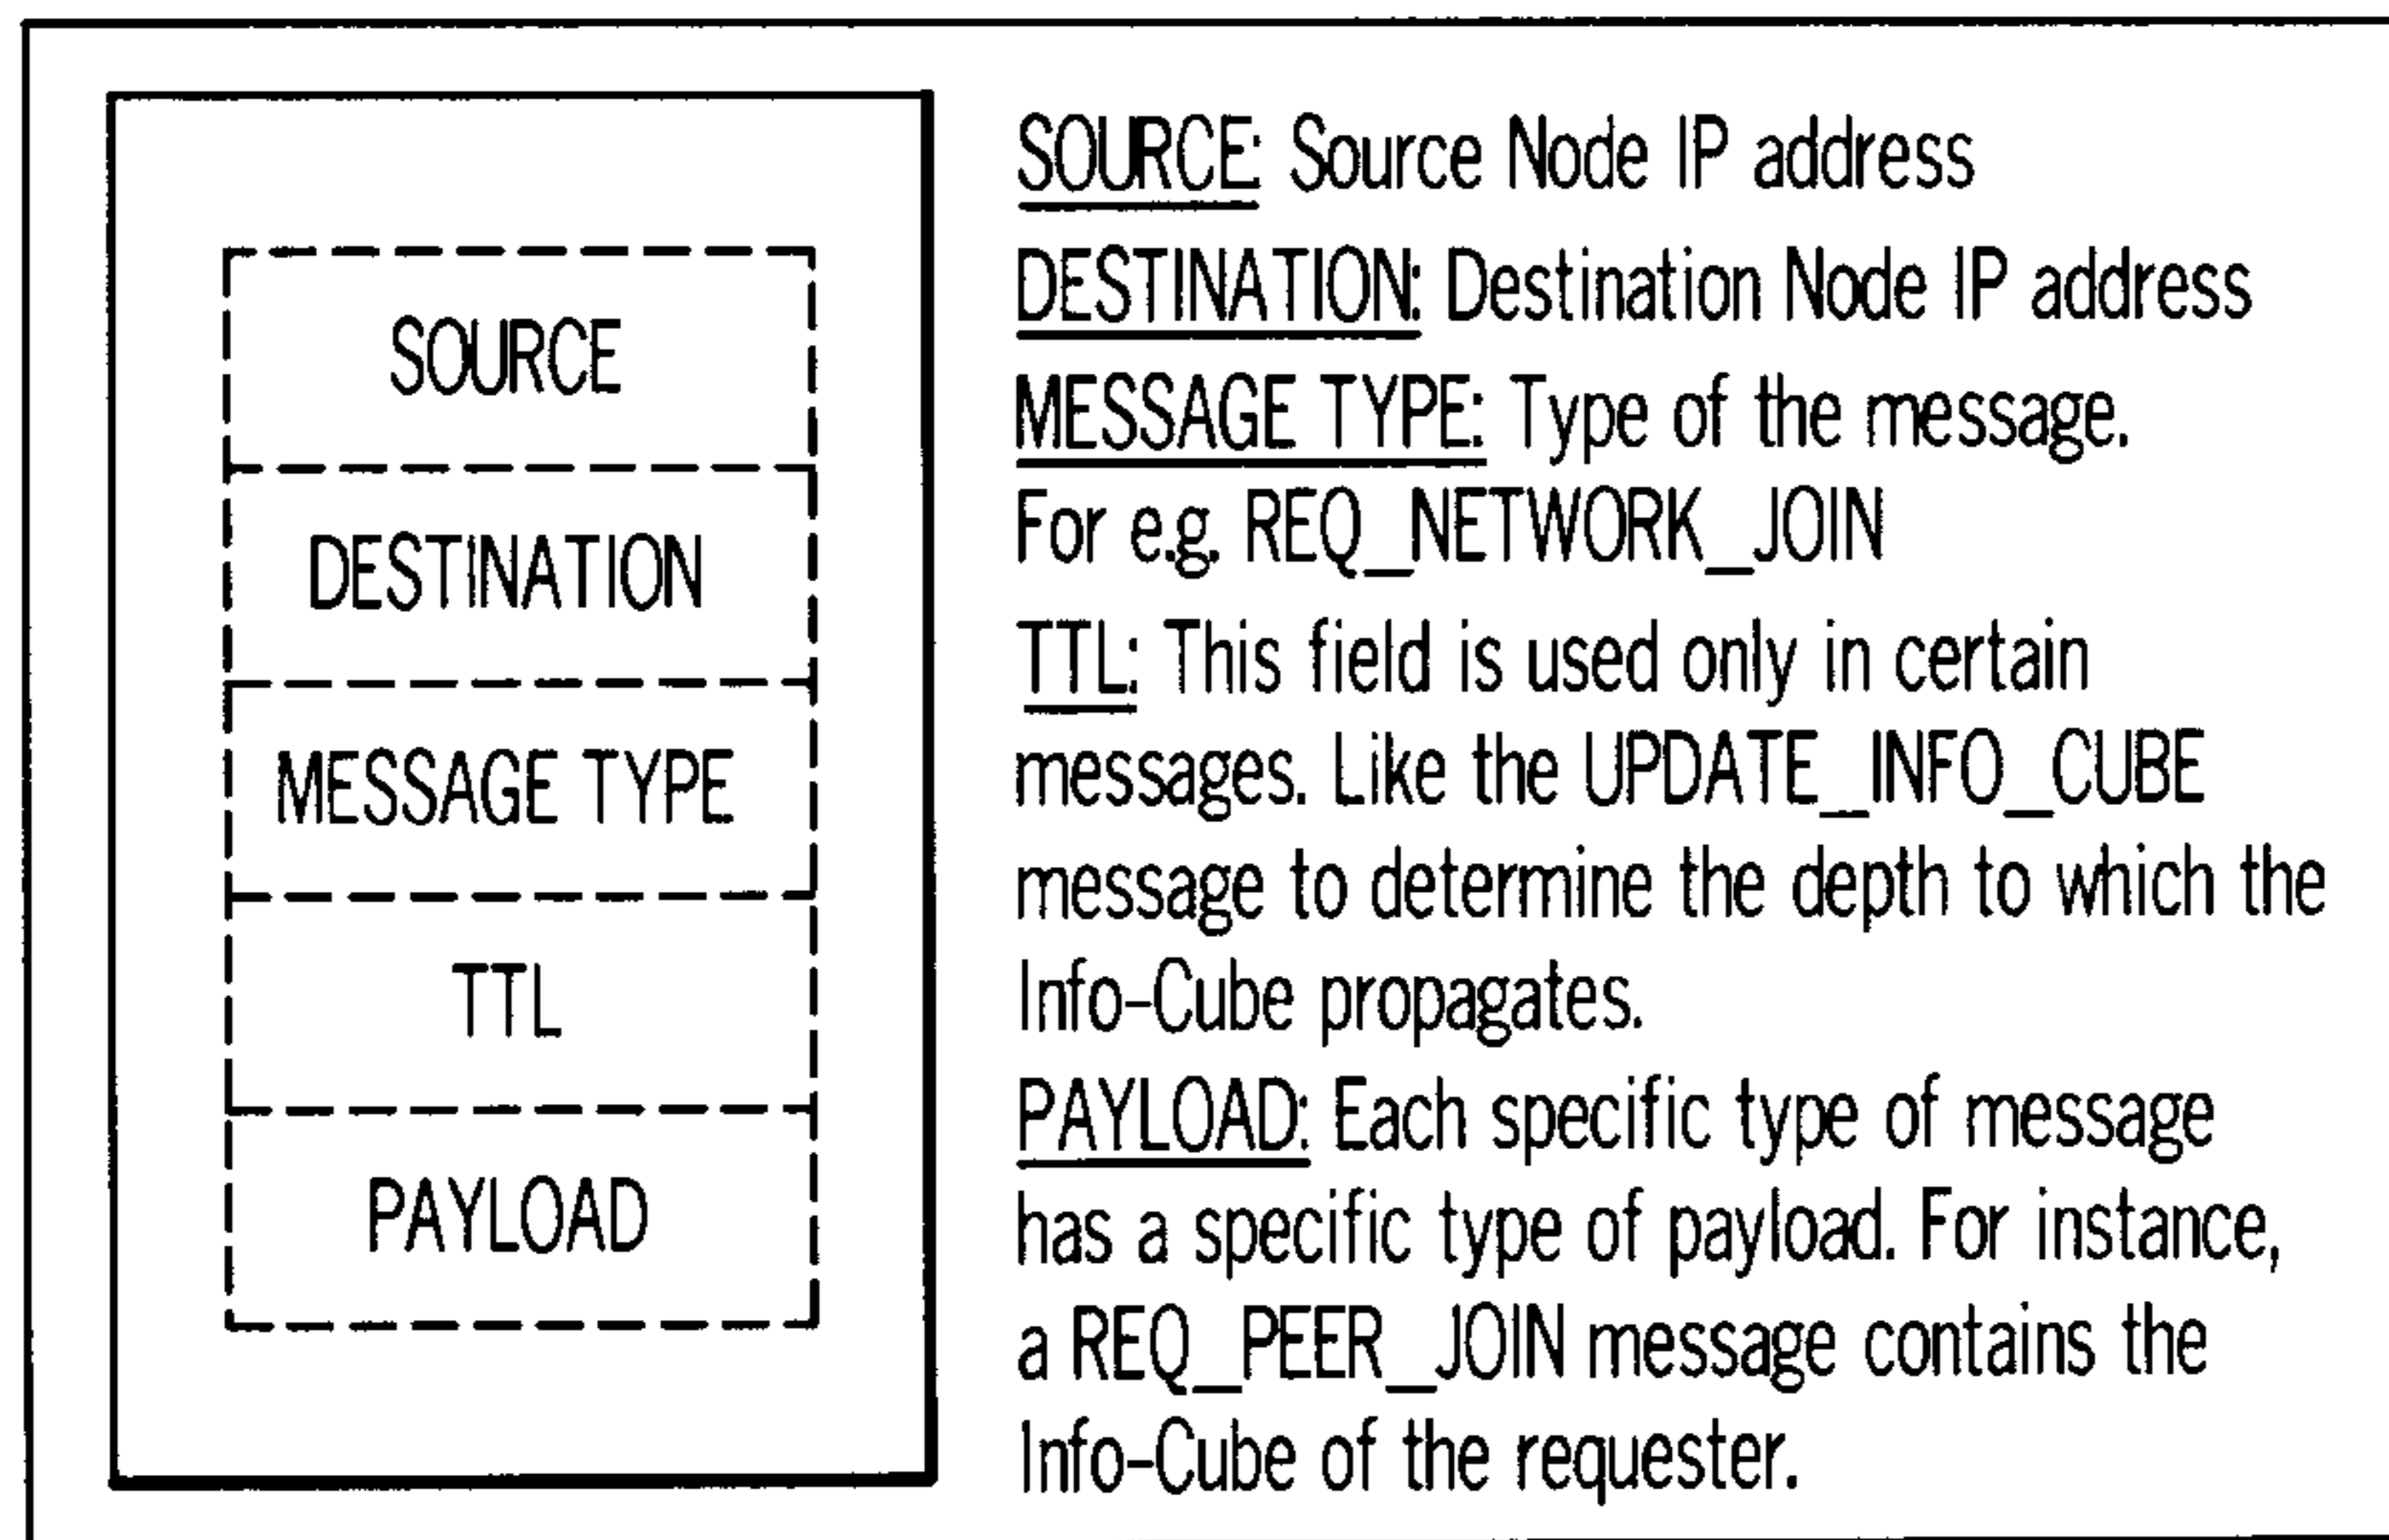 SOURCE
DESTINATION
MESSAGE TYPE
TTL
PAYLOAD
SOURCE: Source Node IP address
DESTINATION: Destination Node IP address
MESSAGE TYPE: Type of the message.
For e.g. REQ_NETWORK_JOIN
TTL: This field is used only in certain
messages. Like the UPDATE_INFO_CUBE
message to determine the depth to which the
Info-Cube propagates.
PAYLOAD: Each specific type of message
has a specific type of payload. For instance,
a REQ_PEER_JOIN message contains the
Info-Cube of the requester.